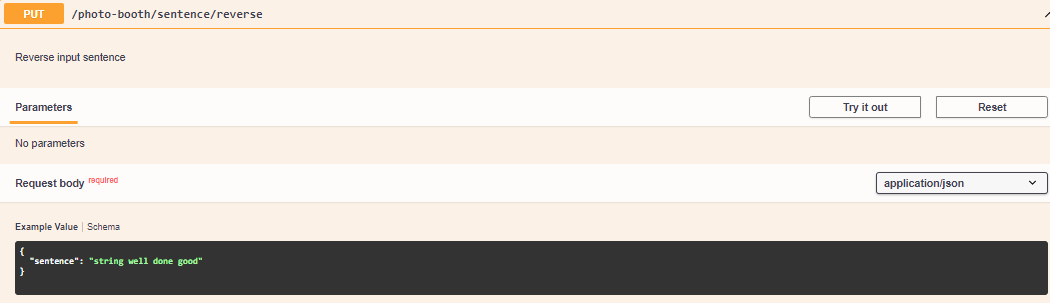 PUT /photo-booth/sentence/reverse
Reverse input sentence
Parameters Try it out Reset
No parameters
Request body required application/json
Example Value | Schema
{
"sentence": "string well done good"
}